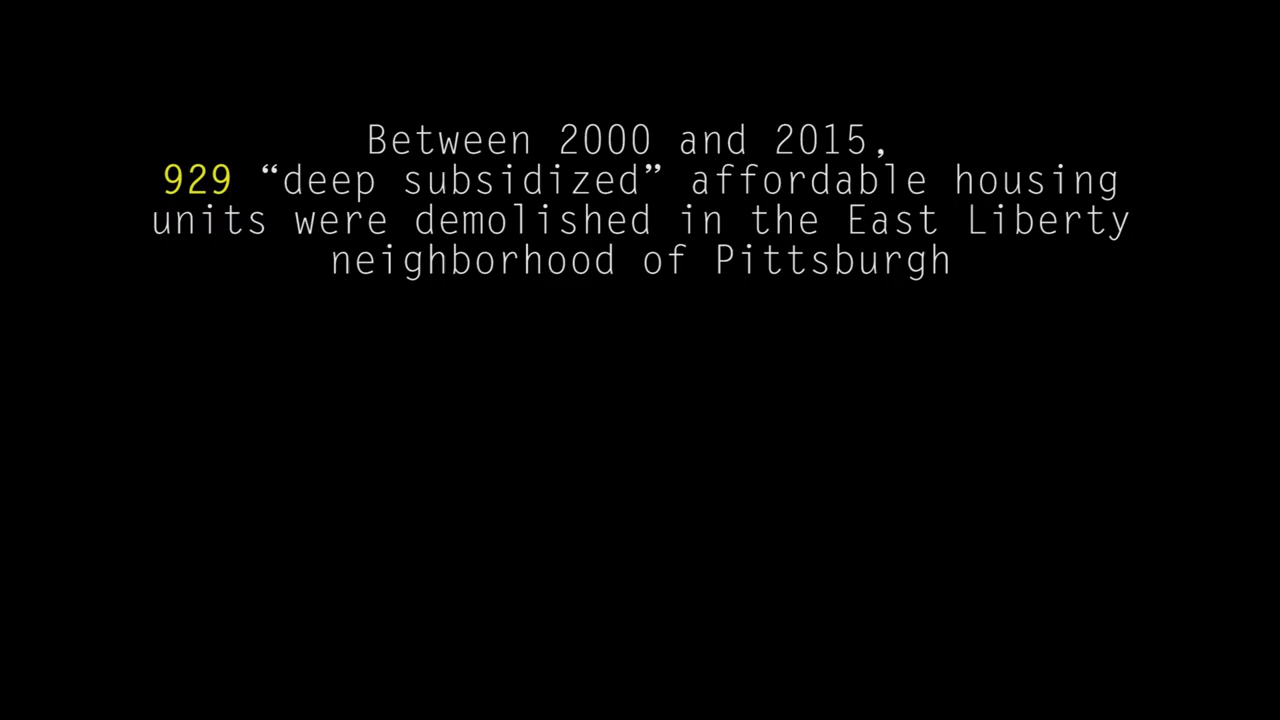 Between 2000 and 2015,
929 “deep subsidized” affordable housing
units were demolished in the East Liberty
neighborhood of Pittsburgh